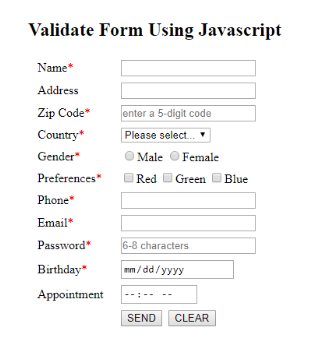 Validate Form Using Javascript
Name*
Address
Zip Code* enter a 5-digit code
Country* Please select...
Gender* Male Female
Preferences* Red Green Blue
Phone*
Email*
Password* 6-8 characters
Birthday* mm/dd/yyyy
Appointment --:-- --
SEND CLEAR